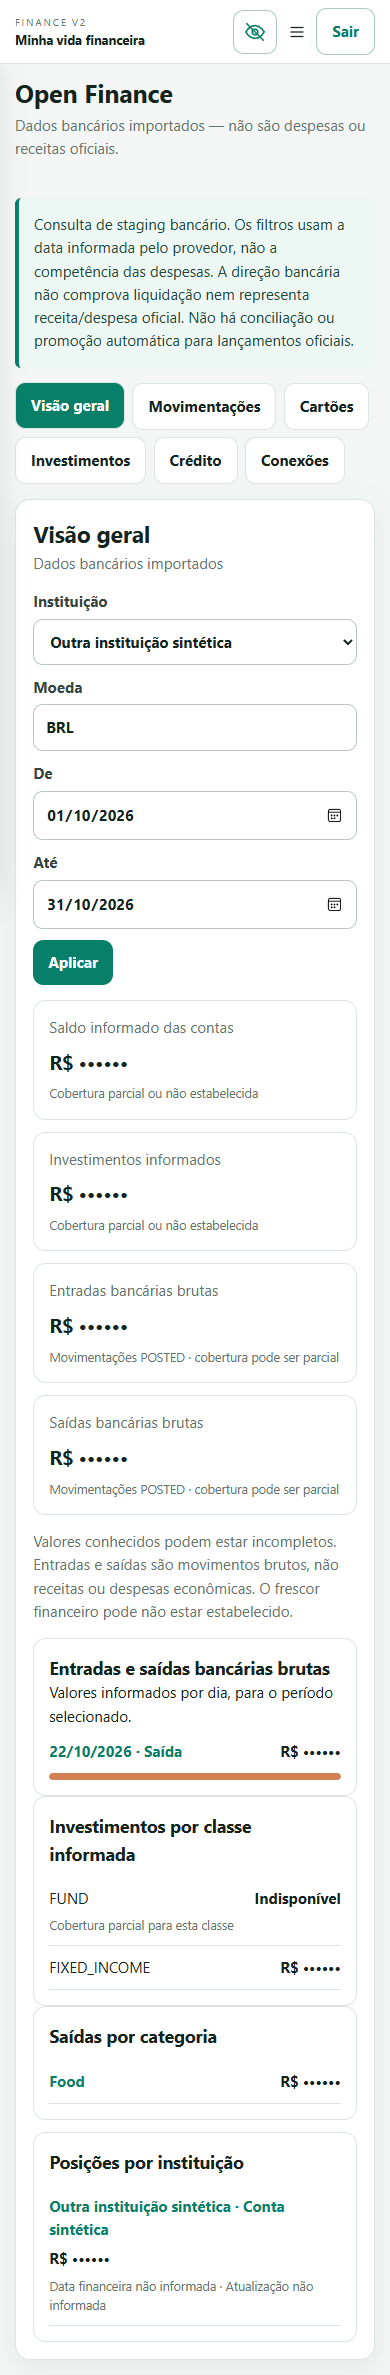 FINANCE V2
Minha vida financeira
Sair
Open Finance
Dados bancários importados — não são despesas ou
receitas oficiais.
Consulta de staging bancário. Os filtros usam a
data informada pelo provedor, não a
competência das despesas. A direção bancária
não comprova liquidação nem representa
receita/despesa oficial. Não há conciliação ou
promoção automática para lançamentos oficiais.
Visão geral
Movimentações
Cartões
Investimentos
Crédito
Conexões
Visão geral
Dados bancários importados
Instituição
Outra instituição sintética
Moeda
BRL
De
01/10/2026
Até
31/10/2026
Aplicar
Saldo informado das contas
R$ ••••••
Cobertura parcial ou não estabelecida
Investimentos informados
R$ ••••••
Cobertura parcial ou não estabelecida
Entradas bancárias brutas
R$ ••••••
Movimentações POSTED · cobertura pode ser parcial
Saídas bancárias brutas
R$ ••••••
Movimentações POSTED · cobertura pode ser parcial
Valores conhecidos podem estar incompletos.
Entradas e saídas são movimentos brutos, não
receitas ou despesas econômicas. O frescor
financeiro pode não estar estabelecido.
Entradas e saídas bancárias brutas
Valores informados por dia, para o período
selecionado.
22/10/2026 · Saída R$ ••••••
Investimentos por classe
informada
FUND Indisponível
Cobertura parcial para esta classe
FIXED_INCOME R$ ••••••
Saídas por categoria
Food R$ ••••••
Posições por instituição
Outra instituição sintética · Conta
sintética
R$ ••••••
Data financeira não informada · Atualização não
informada